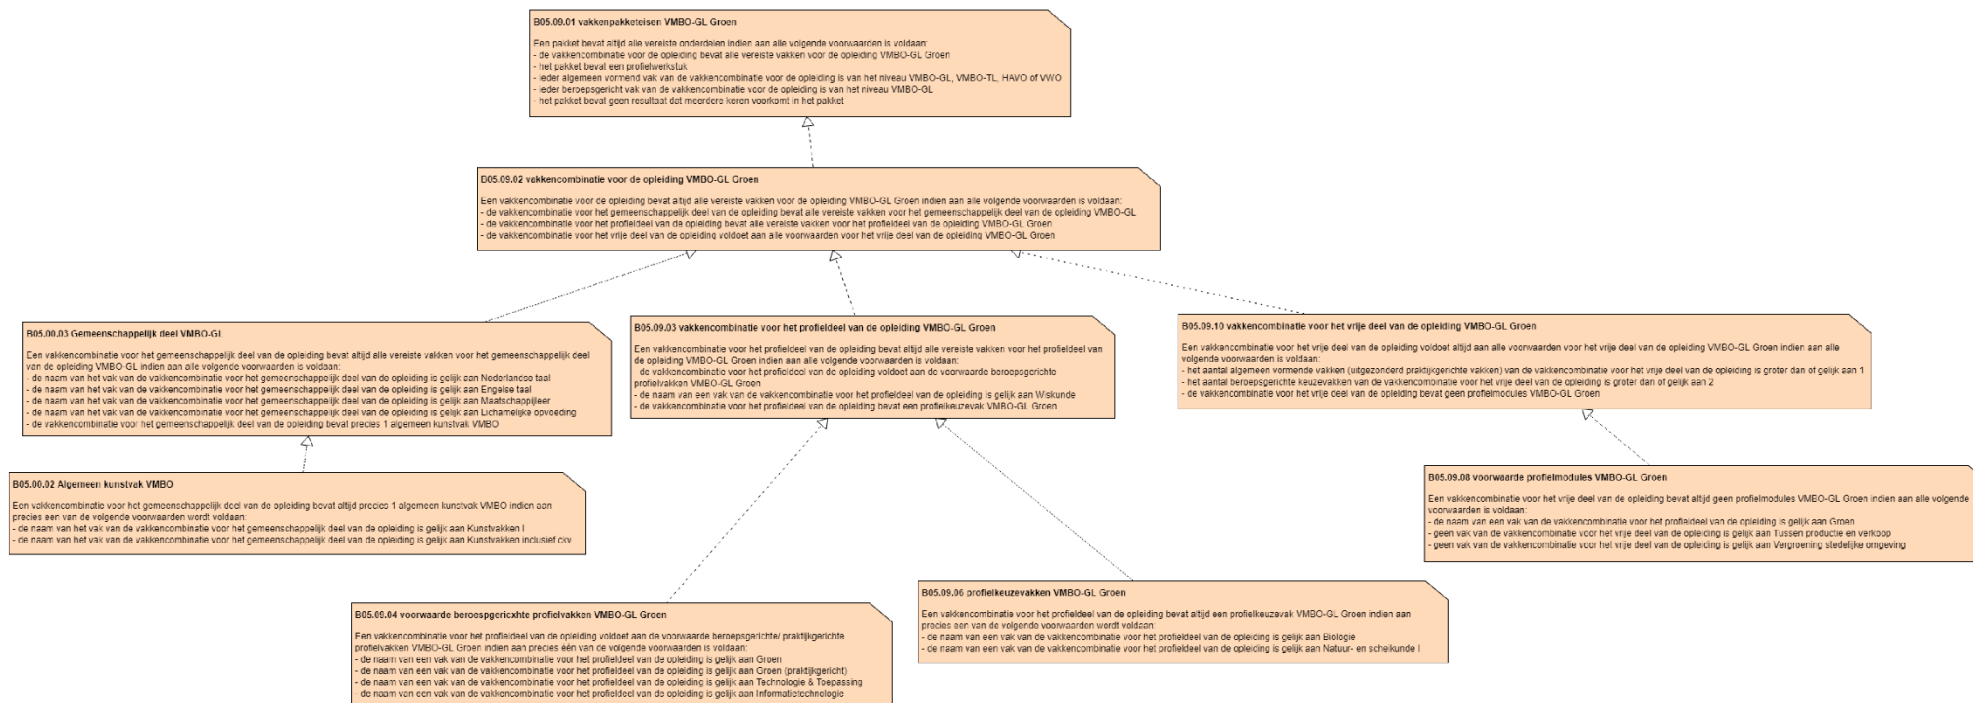 B05.09.01 vakkenpakketeisen VMBO-GL Groen
Een pakket bevat altijd alle vereiste onderdelen indien aan alle volgende voorwaarden is voldaan:
- de vakkencombinatie voor de opleiding bevat alle vereiste vakken voor de opleiding VMBO-GL Groen
- het pakket bevat een profielwerkstuk
- ieder algemeen vormend vak van de vakkencombinatie voor de opleiding is van het niveau VMBO-GL, VMBO-TL, HAVO of VWO
- ieder beroepsgericht vak van de vakkencombinatie voor de opleiding is van het niveau VMBO-GL
- het pakket bevat geen resultaat dat meerdere keren voorkomt in het pakket
B05.09.02 vakkencombinatie voor de opleiding VMBO-GL Groen
Een vakkencombinatie voor de opleiding bevat altijd alle vereiste vakken voor de opleiding VMBO-GL Groen indien aan alle volgende voorwaarden is voldaan:
- de vakkencombinatie voor het gemeenschappelijk deel van de opleiding bevat alle vereiste vakken voor het gemeenschappelijk deel van de opleiding VMBO-GL
- de vakkencombinatie voor het profieldeel van de opleiding bevat alle vereiste vakken voor het profieldeel van de opleiding VMBO-GL Groen
- de vakkencombinatie voor het vrije deel van de opleiding voldoet aan alle voorwaarden voor het vrije deel van de opleiding VMBO-GL Groen
B05.00.03 Gemeenschappelijk deel VMBO-GL
Een vakkencombinatie voor het gemeenschappelijk deel van de opleiding bevat altijd alle vereiste vakken voor het gemeenschappelijk deel
van de opleiding VMBO-GL indien aan alle volgende voorwaarden is voldaan:
- de naam van het vak van de vakkencombinatie voor het gemeenschappelijk deel van de opleiding is gelijk aan Nederlandse taal
- de naam van het vak van de vakkencombinatie voor het gemeenschappelijk deel van de opleiding is gelijk aan Engelse taal
- de naam van het vak van de vakkencombinatie voor het gemeenschappelijk deel van de opleiding is gelijk aan Maatschappijleer
- de naam van het vak van de vakkencombinatie voor het gemeenschappelijk deel van de opleiding is gelijk aan Lichamelijke opvoeding
- de vakkencombinatie voor het gemeenschappelijk deel van de opleiding bevat precies 1 algemeen kunstvak VMBO
B05.09.03 vakkencombinatie voor het profieldeel van de opleiding VMBO-GL Groen
Een vakkencombinatie voor het profieldeel van de opleiding bevat altijd alle vereiste vakken voor het profieldeel van
de opleiding VMBO-GL Groen indien aan alle volgende voorwaarden is voldaan:
- de vakkencombinatie voor het profieldeel van de opleiding voldoet aan de voorwaarde beroepsgerichte
profielvakken VMBO-GL Groen
- de naam van een vak van de vakkencombinatie voor het profieldeel van de opleiding is gelijk aan Wiskunde
- de vakkencombinatie voor het profieldeel van de opleiding bevat een profielkeuzevak VMBO-GL Groen
B05.09.10 vakkencombinatie voor het vrije deel van de opleiding VMBO-GL Groen
Een vakkencombinatie voor het vrije deel van de opleiding voldoet altijd aan alle voorwaarden voor het vrije deel van de opleiding VMBO-GL Groen indien aan alle
volgende voorwaarden is voldaan:
- het aantal algemeen vormende vakken (uitgezonderd praktijkgerichte vakken) van de vakkencombinatie voor het vrije deel van de opleiding is groter dan of gelijk aan 1
- het aantal beroepsgerichte keuzevakken van de vakkencombinatie voor het vrije deel van de opleiding is groter dan of gelijk aan 2
- de vakkencombinatie voor het vrije deel van de opleiding bevat geen profielmodules VMBO-GL Groen
B05.00.02 Algemeen kunstvak VMBO
Een vakkencombinatie voor het gemeenschappelijk deel van de opleiding bevat altijd precies 1 algemeen kunstvak VMBO indien aan
precies een van de volgende voorwaarden wordt voldaan:
- de naam van het vak van de vakkencombinatie voor het gemeenschappelijk deel van de opleiding is gelijk aan Kunstvakken I
- de naam van het vak van de vakkencombinatie voor het gemeenschappelijk deel van de opleiding is gelijk aan Kunstvakken inclusief ckv
B05.09.08 voorwaarde profielmodules VMBO-GL Groen
Een vakkencombinatie voor het vrije deel van de opleiding bevat altijd geen profielmodules VMBO-GL Groen indien aan alle volgende
voorwaarden is voldaan:
- de naam van een vak van de vakkencombinatie voor het profieldeel van de opleiding is gelijk aan Groen
- geen vak van de vakkencombinatie voor het vrije deel van de opleiding is gelijk aan Tussen productie en verkoop
- geen vak van de vakkencombinatie voor het vrije deel van de opleiding is gelijk aan Vergroening stedelijke omgeving
B05.09.04 voorwaarde beroespgericxhte profielvakken VMBO-GL Groen
Een vakkencombinatie voor het profieldeel van de opleiding voldoet aan de voorwaarde beroepsgerichte/ praktijkgerichte
profielvakken VMBO-GL Groen indien aan precies één van de volgende voorwaarden is voldaan:
- de naam van een vak van de vakkencombinatie voor het profieldeel van de opleiding is gelijk aan Groen
- de naam van een vak van de vakkencombinatie voor het profieldeel van de opleiding is gelijk aan Groen (praktijkgericht)
- de naam van een vak van de vakkencombinatie voor het profieldeel van de opleiding is gelijk aan Technologie & Toepassing
- de naam van een vak van de vakkencombinatie voor het profieldeel van de opleiding is gelijk aan Informatietechnologie
B05.09.06 profielkeuzevakken VMBO-GL Groen
Een vakkencombinatie voor het profieldeel van de opleiding bevat altijd een profielkeuzevak VMBO-GL Groen indien aan
precies een van de volgende voorwaarden wordt voldaan:
- de naam van een vak van de vakkencombinatie voor het profieldeel van de opleiding is gelijk aan Biologie
- de naam van een vak van de vakkencombinatie voor het profieldeel van de opleiding is gelijk aan Natuur- en scheikunde I